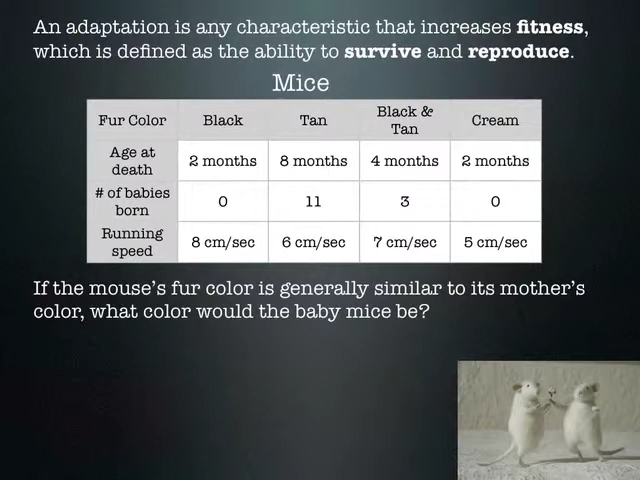 An adaptation is any characteristic that increases fitness,
which is defined as the ability to survive and reproduce.
Mice
Fur Color Black Tan Black & Tan Cream
Age at death 2 months 8 months 4 months 2 months
# of babies born 0 11 3 0
Running speed 8 cm/sec 6 cm/sec 7 cm/sec 5 cm/sec
If the mouse's fur color is generally similar to its mother's
color, what color would the baby mice be?